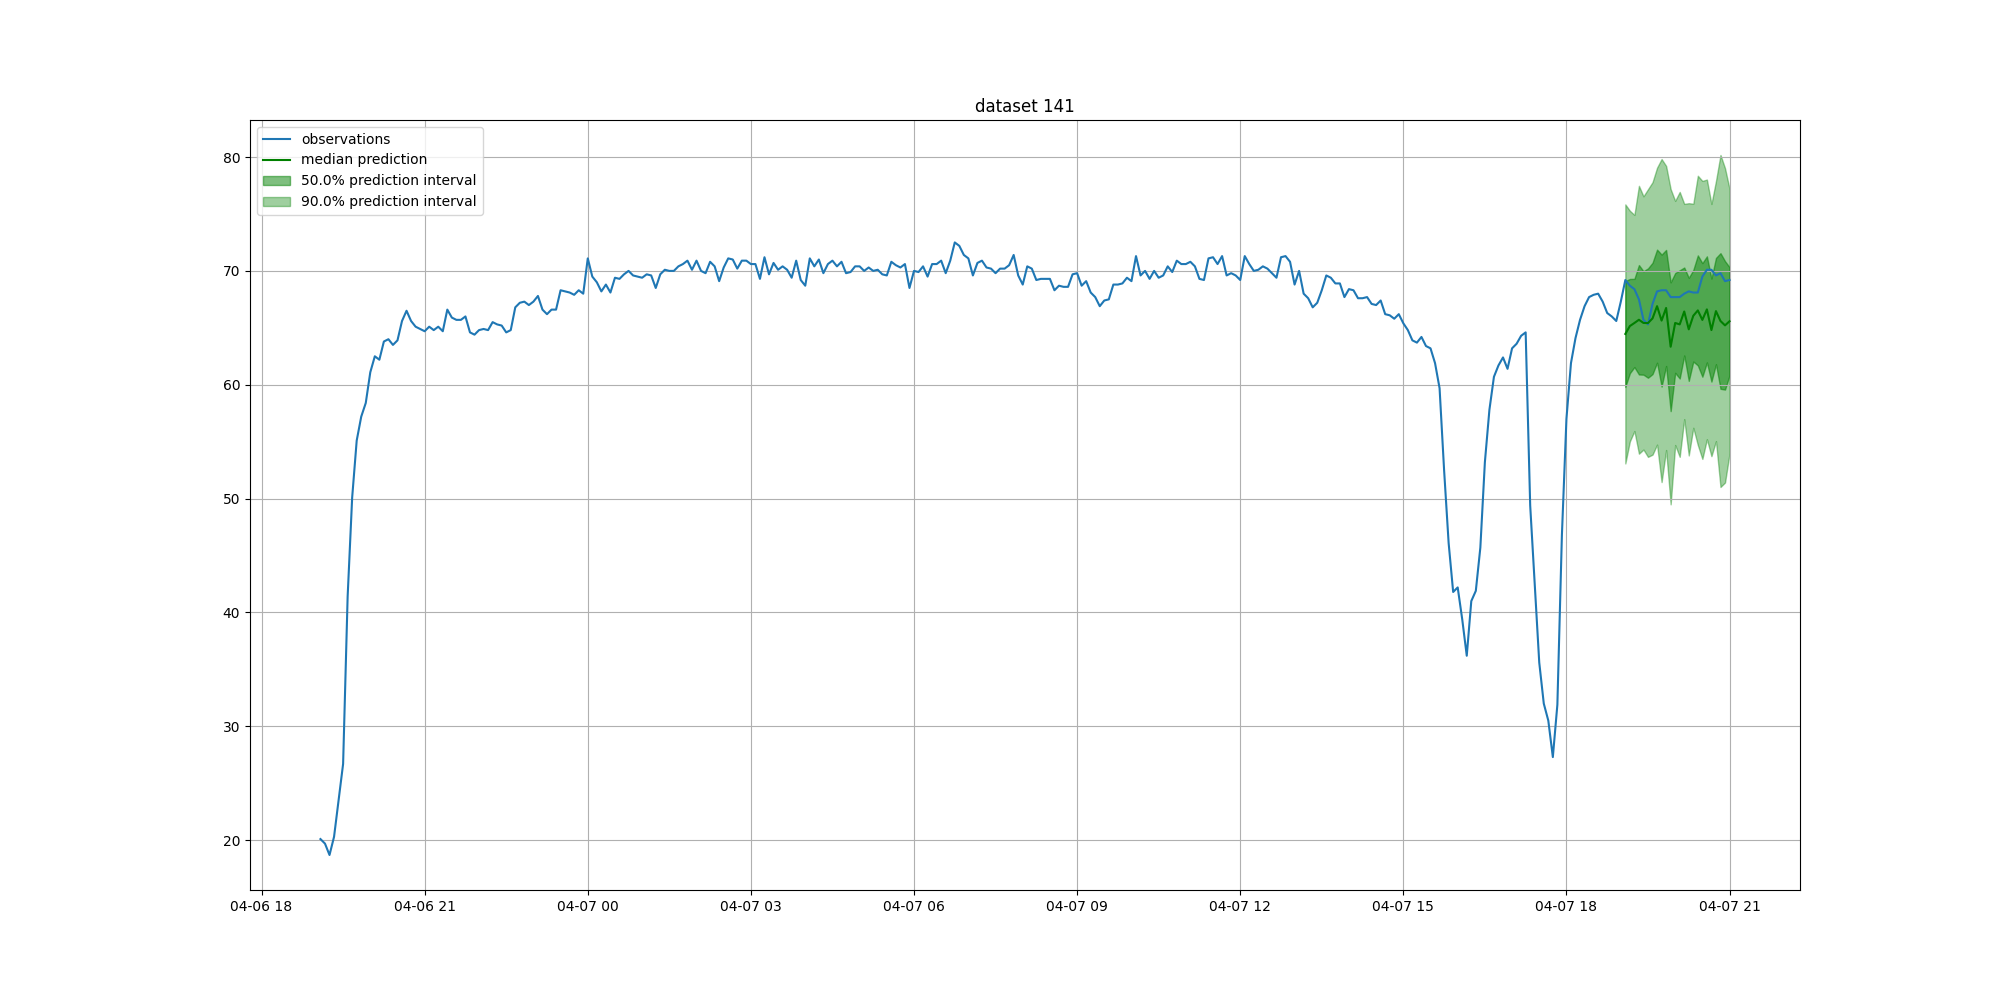 dataset 141
observations
median prediction
50.0% prediction interval
90.0% prediction interval
80
70
60
50
40
30
20
04-06 18 04-06 21 04-07 00 04-07 03 04-07 06 04-07 09 04-07 12 04-07 15 04-07 18 04-07 21